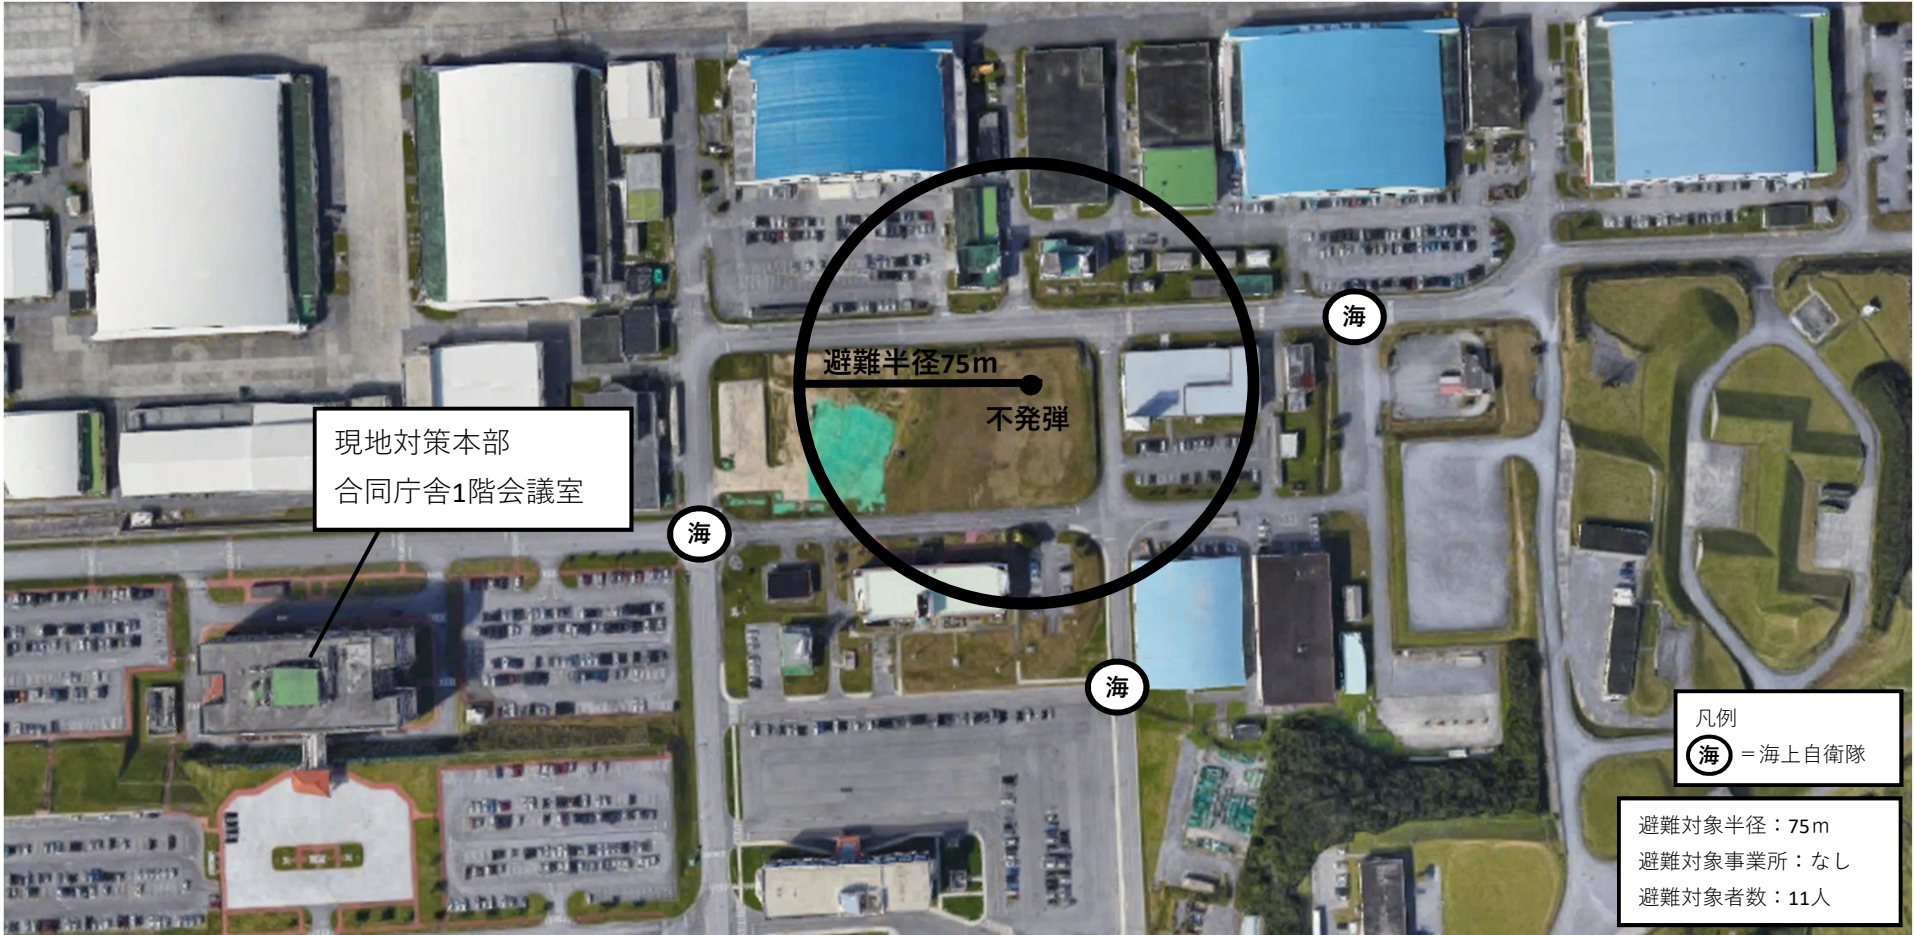 避難半径75m
不発弾
海
現地対策本部
合同庁舎1階会議室
海
海
凡例
海 ＝海上自衛隊
避難対象半径：75m
避難対象事業所：なし
避難対象者数：11人